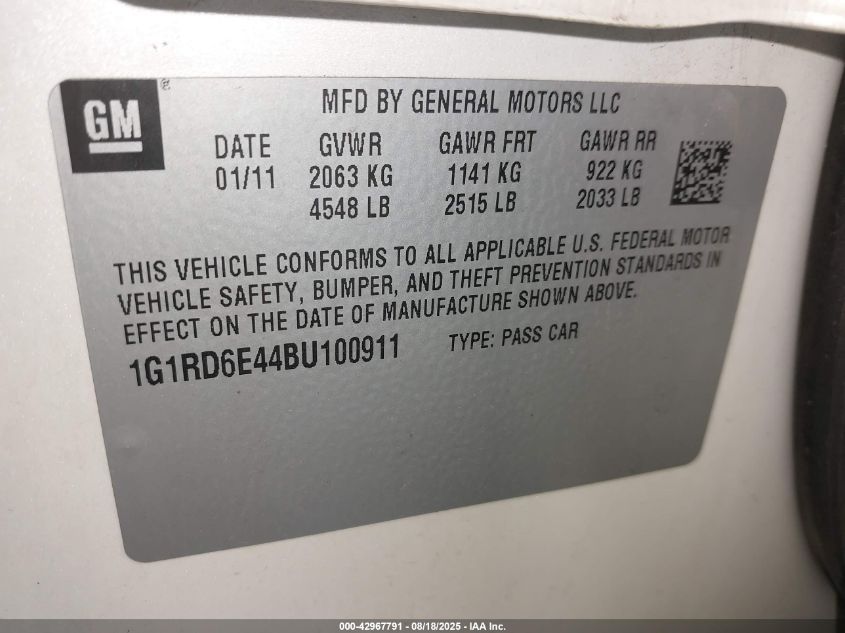 GM ®
MFD BY GENERAL MOTORS LLC
DATE GVWR GAWR FRT GAWR RR
01/11 2063 KG 1141 KG 922 KG
4548 LB 2515 LB 2033 LB
THIS VEHICLE CONFORMS TO ALL APPLICABLE U.S. FEDERAL MOTOR
VEHICLE SAFETY, BUMPER, AND THEFT PREVENTION STANDARDS IN
EFFECT ON THE DATE OF MANUFACTURE SHOWN ABOVE.
1G1RD6E44BU100911 TYPE: PASS CAR
000-42967791 - 08/18/2025 - IAA Inc.